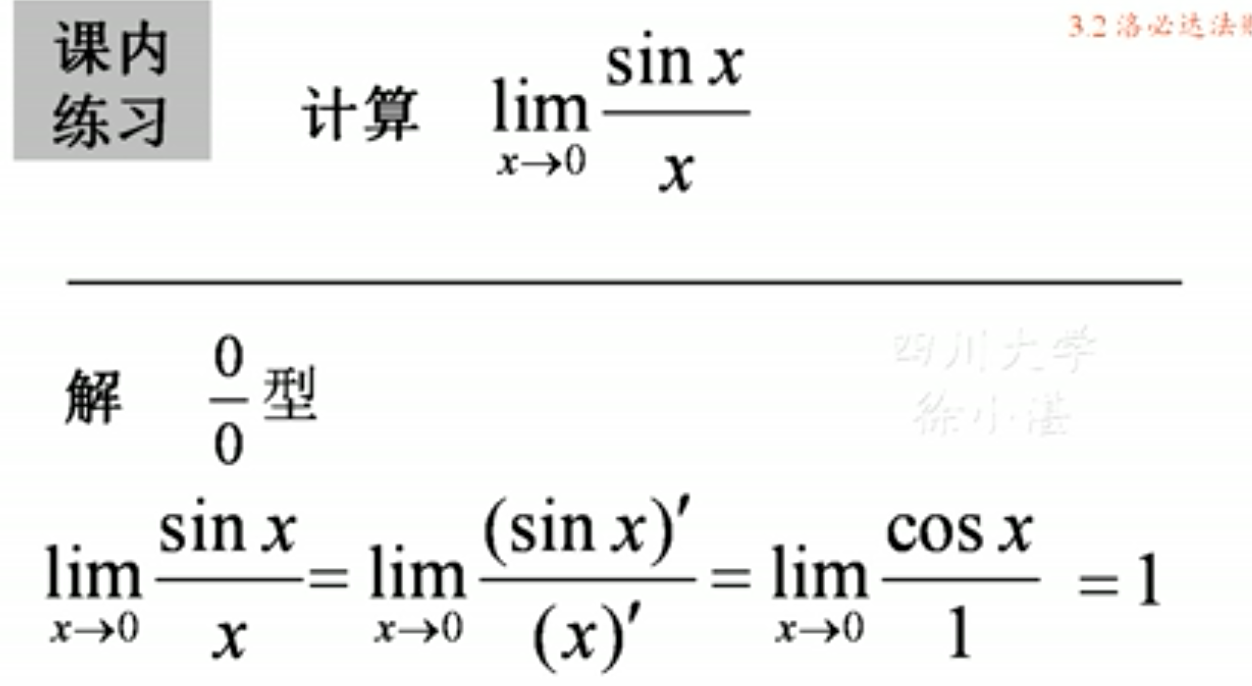 3.2 洛必达法则
课内
练习
计算 lim_{x→0} sin x / x
解 0/0 型
四川大学
徐小湛
lim_{x→0} sin x / x = lim_{x→0} (sin x)′ / (x)′ = lim_{x→0} cos x / 1 = 1